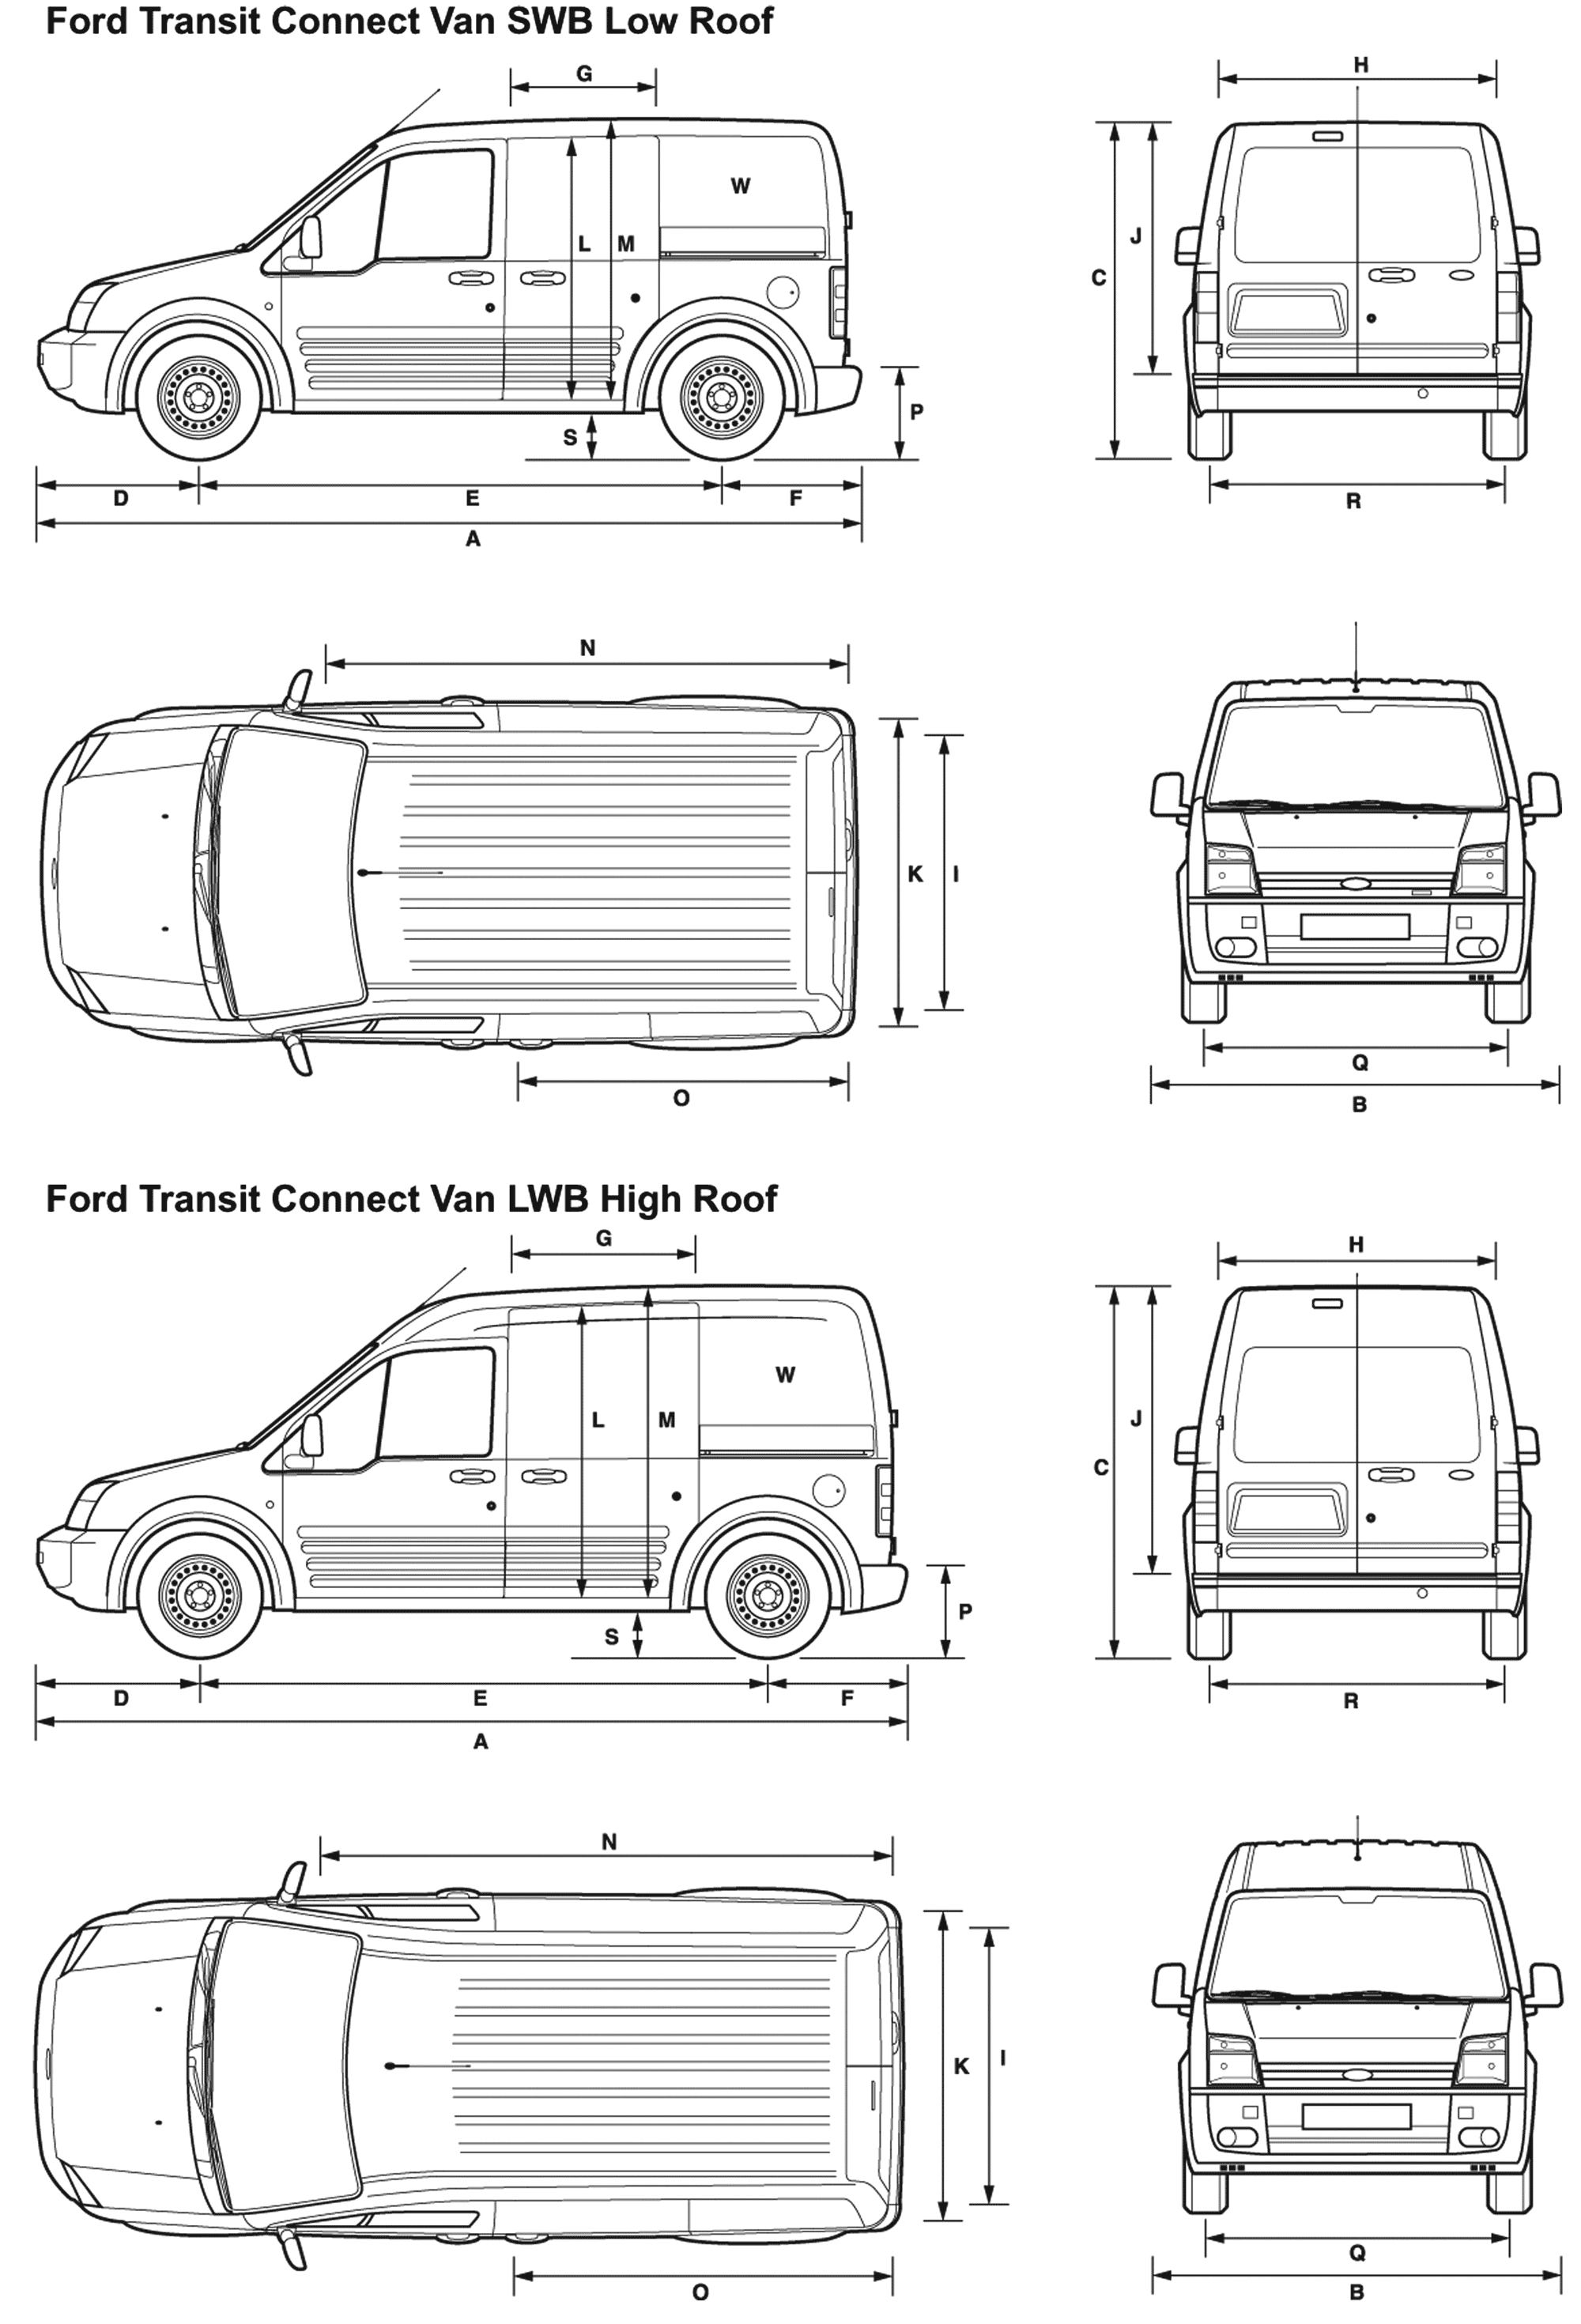 Ford Transit Connect Van SWB Low Roof
G
H
W
L M
J
C
P
S
D E F
R
A
N
K I
Q
O
B
Ford Transit Connect Van LWB High Roof
G
H
W
L M
J
C
P
S
D E F
R
A
N
K I
Q
O
B